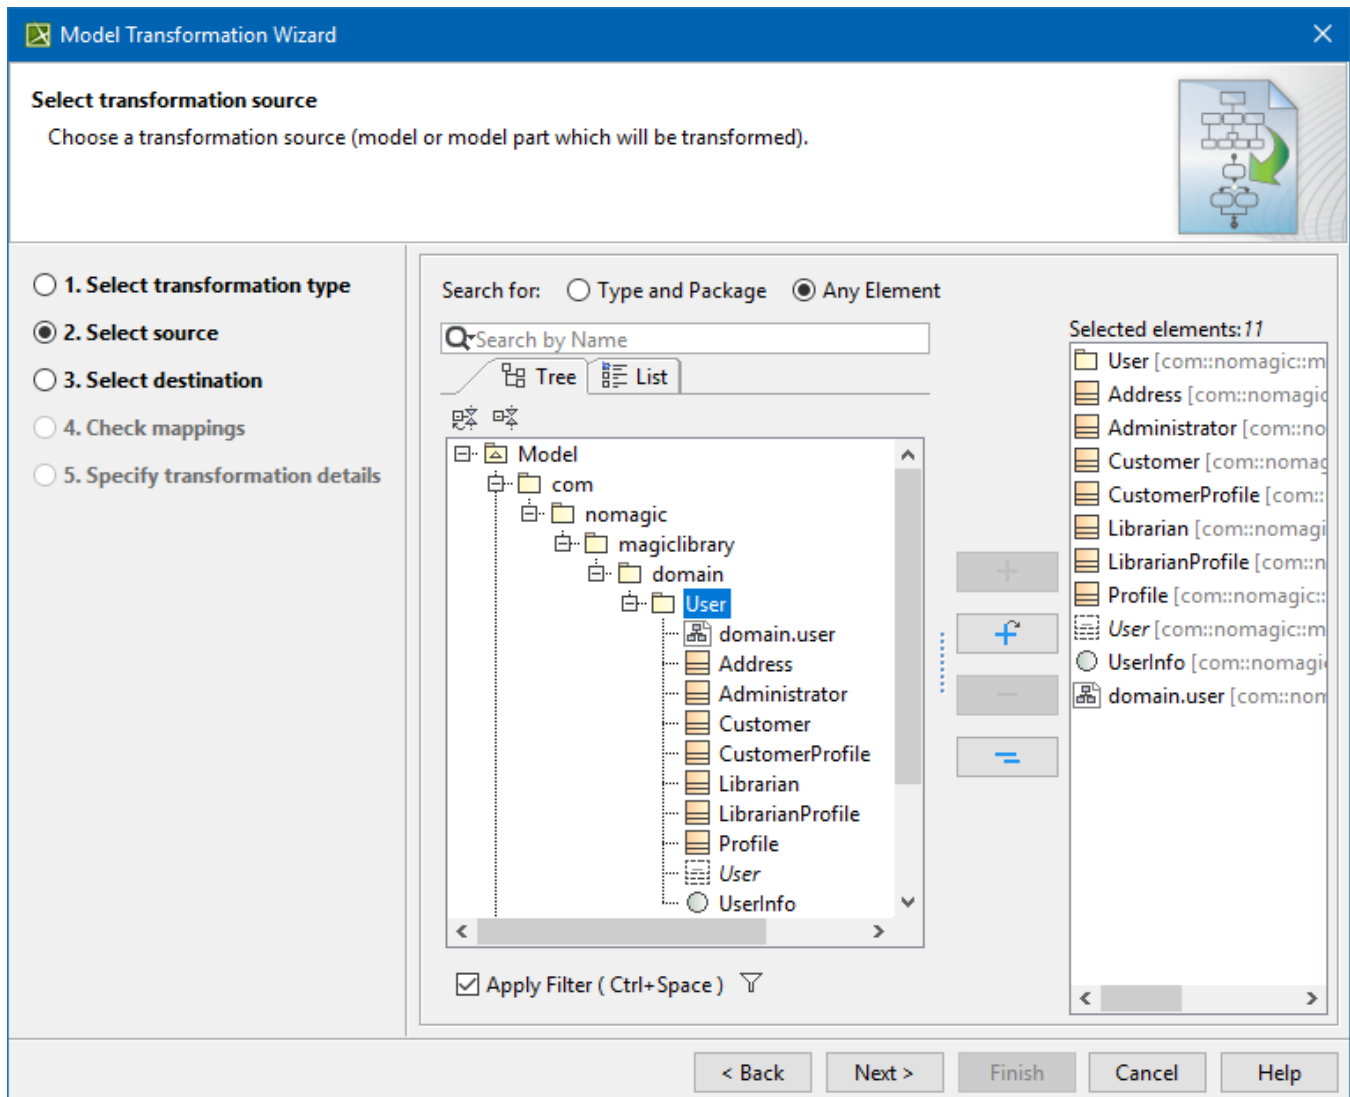 Model Transformation Wizard
Select transformation source
Choose a transformation source (model or model part which will be transformed).
1. Select transformation type
2. Select source
3. Select destination
4. Check mappings
5. Specify transformation details
Search for: Type and Package Any Element
Search by Name
Tree List
Model
com
nomagic
magiclibrary
domain
User
domain.user
Address
Administrator
Customer
CustomerProfile
Librarian
LibrarianProfile
Profile
User
UserInfo
Apply Filter ( Ctrl+Space )
Selected elements:11
User [com::nomagic::m
Address [com::nomagic
Administrator [com::no
Customer [com::nomag
CustomerProfile [com::
Librarian [com::nomagi
LibrarianProfile [com::n
Profile [com::nomagic::
User [com::nomagic::m
UserInfo [com::nomagi
domain.user [com::nom
< Back Next > Finish Cancel Help